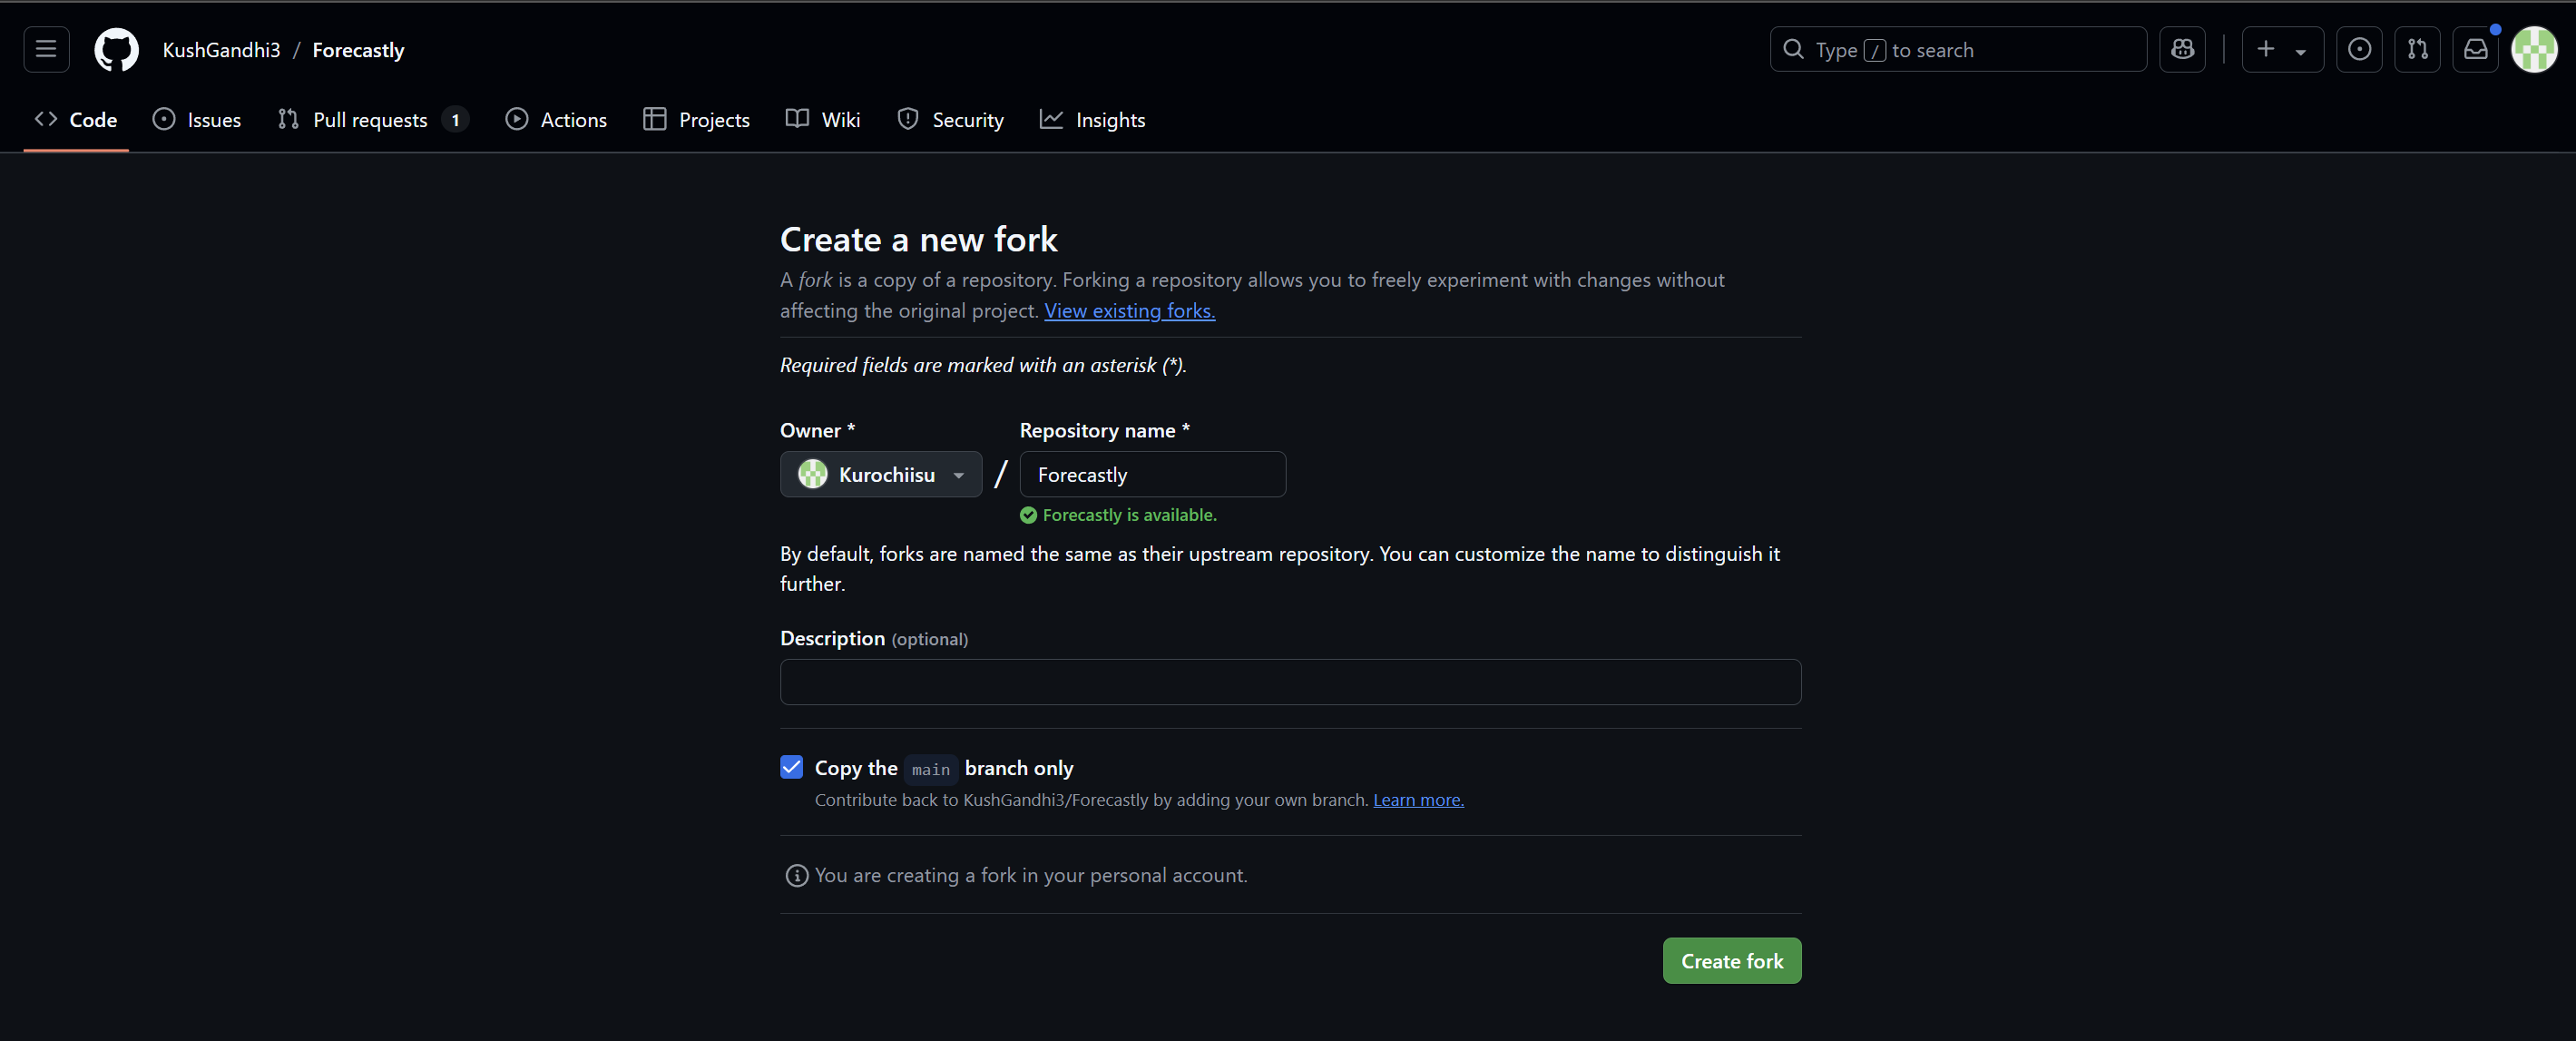 KushGandhi3 / Forecastly
Type / to search
Code
Issues
Pull requests 1
Actions
Projects
Wiki
Security
Insights
Create a new fork
A fork is a copy of a repository. Forking a repository allows you to freely experiment with changes without
affecting the original project. View existing forks.
Required fields are marked with an asterisk (*).
Owner *
Repository name *
Kurochiisu
/
Forecastly
Forecastly is available.
By default, forks are named the same as their upstream repository. You can customize the name to distinguish it
further.
Description (optional)
Copy the main branch only
Contribute back to KushGandhi3/Forecastly by adding your own branch. Learn more.
You are creating a fork in your personal account.
Create fork